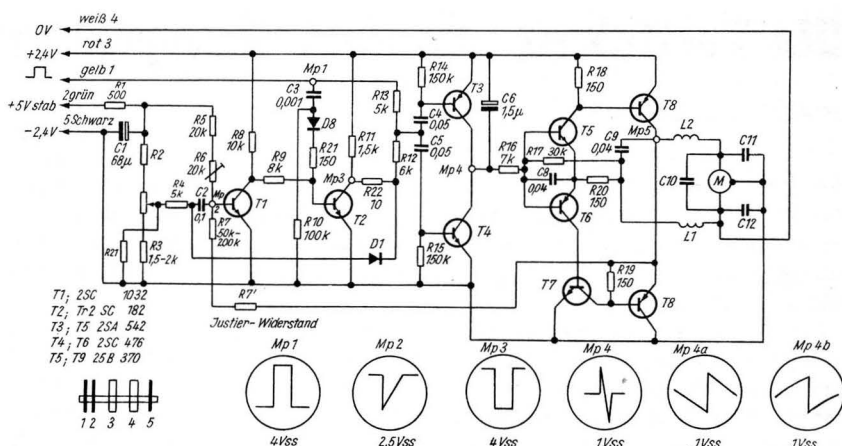 weiß 4
0V
rot 3
+2,4V
gelb 1
Mp1
2grün
+5V stab
R1
500
5Schwarz
-2,4V
C1
68µ
R2
R5
20k
R6
20k
R8
10k
C3
0,001
D8
R21
150
R11
1,5k
R13
5k
R12
6k
R14
150k
C4
0,05
C5
0,05
T3
C6
1,5µ
R18
150
T8
Mp5
L2
C11
R4
5k
C2
0,1
Mp
2
T1
R9
8k
Mp3
R22
10
T2
Mp4
R16
7k
T5
R17
30k
C9
0,04
C8
0,04
R20
150
C10
M
R7
50k-
200k
R10
100k
D1
T6
C12
L1
R21
R3
1,5-2k
R15
150k
T4
T7
R19
150
T8
R7'
Justier-Widerstand
T1; 2SC 1032
T2; Tr2 SC 182
T3; T5 2SA 542
T4; T6 2SC 476
T5; T9 2SB 370
1 2 3 4 5
Mp1
Mp2
Mp3
Mp4
Mp4a
Mp4b
4Vss
2,5Vss
4Vss
1Vss
1Vss
1Vss